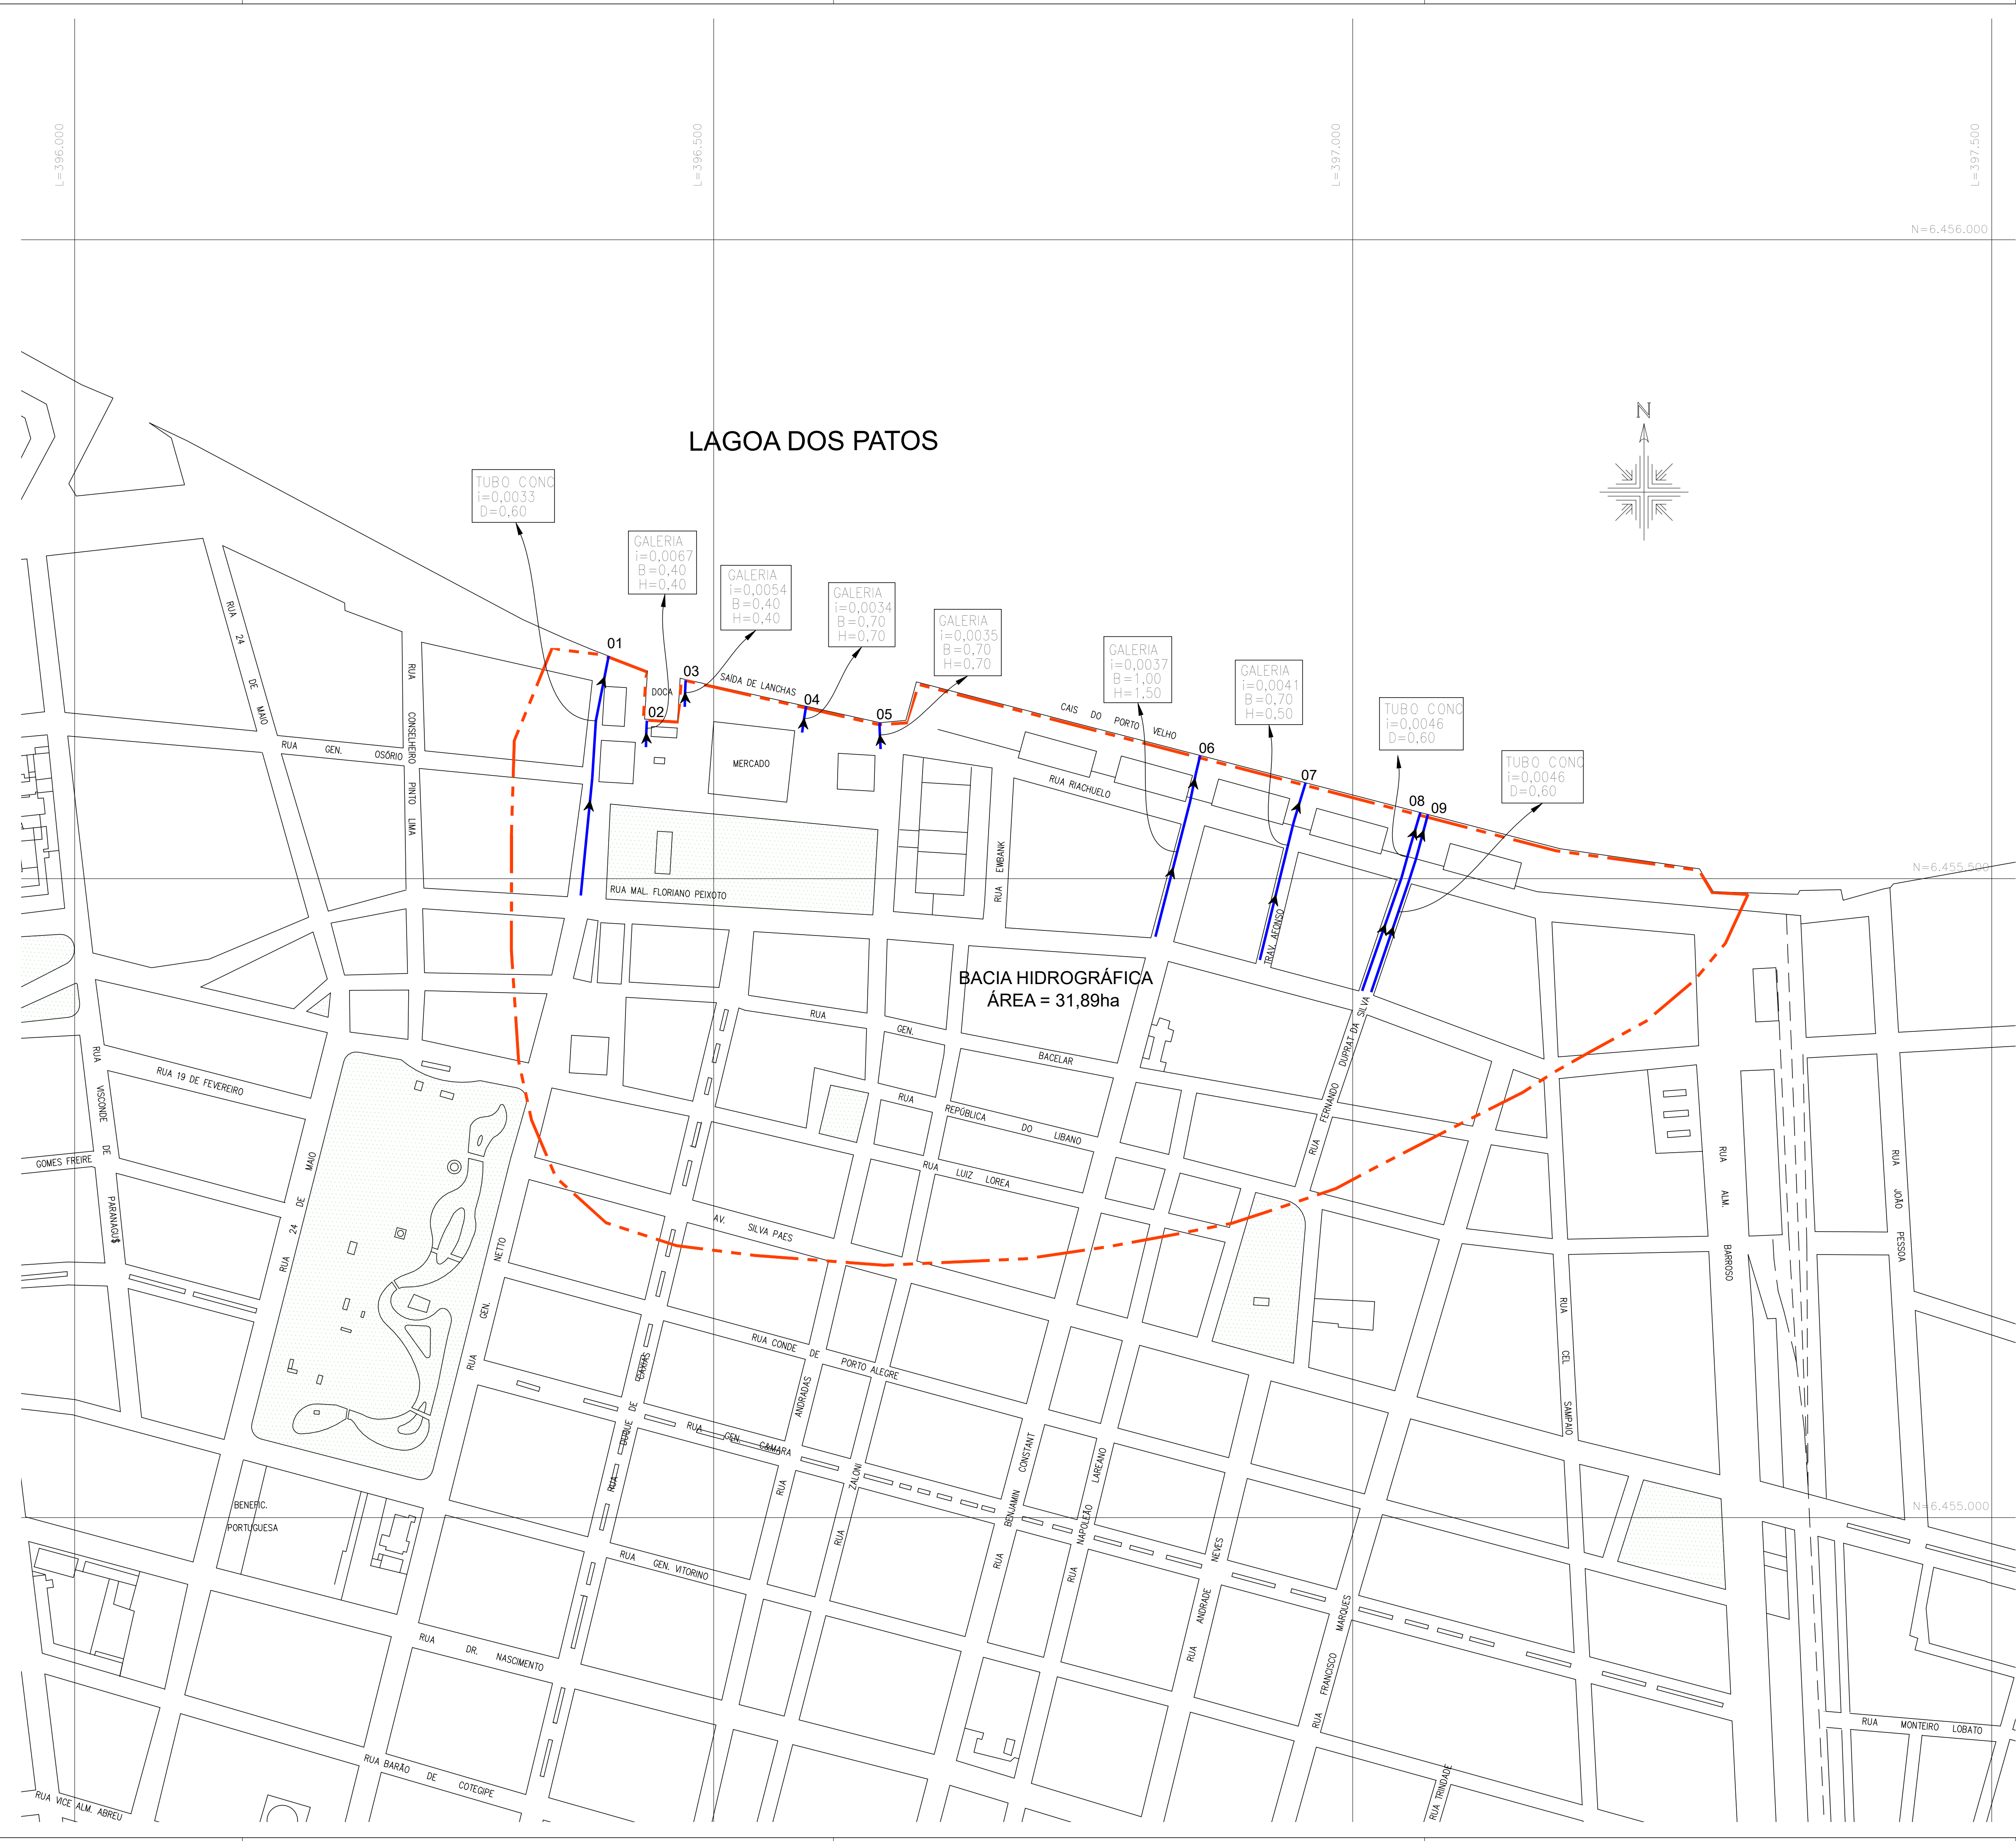 L=396.000
L=396.500
L=397.000
L=397.500
N=6.456.000
N
LAGOA DOS PATOS
TUBO CONC
i=0,0033
D=0,60
GALERIA
i=0,0067
B=0,40
H=0,40
GALERIA
i=0,0054
B=0,40
H=0,40
GALERIA
i=0,0034
B=0,70
H=0,70
GALERIA
i=0,0035
B=0,70
H=0,70
GALERIA
i=0,0037
B=1,00
H=1,50
GALERIA
i=0,0041
B=0,70
H=0,50
TUBO CONC
i=0,0046
D=0,60
TUBO CONC
i=0,0046
D=0,60
01
02
03
04
05
06
07
08
09
DOCA
SAÍDA DE LANCHAS
CAIS DO PORTO VELHO
MERCADO
RUA RIACHUELO
RUA 24 DE MAIO
RUA CONSELHEIRO PINTO LIMA
RUA GEN. OSÓRIO
RUA EWBANK
RUA MAL. FLORIANO PEIXOTO
N=6.455.500
TRAV. AFONSO
BACIA HIDROGRÁFICA
ÁREA = 31,89ha
RUA GEN. BACELAR
RUA FERNANDO DUPRAT DA SILVA
RUA VISCONDE DE PARANAGU$
RUA 19 DE FEVEREIRO
RUA REPÚBLICA DO LIBANO
GOMES FREIRE
RUA 24 DE MAIO
RUA LUIZ LOREA
AV. SILVA PAES
RUA GEN. NETTO
RUA ALM. BARROSO
RUA JOÃO PESSOA
RUA CEL SAMPAIO
RUA CONDE DE PORTO ALEGRE
RUA DUQUE DE CAXIAS
RUA ANDRADAS
RUA GEN. CAMARA
RUA ZALONI
RUA BENJAMIN CONSTANT
RUA NAPOLEÃO LAREANO
RUA ANDRADE NEVES
RUA FRANCISCO MARQUES
N=6.455.000
BENEFIC.
PORTUGUESA
RUA GEN. VITORINO
RUA DR. NASCIMENTO
RUA MONTEIRO LOBATO
RUA BARÃO DE COTEGIPE
RUA VICE ALM. ABREU
RUA TRINDADE